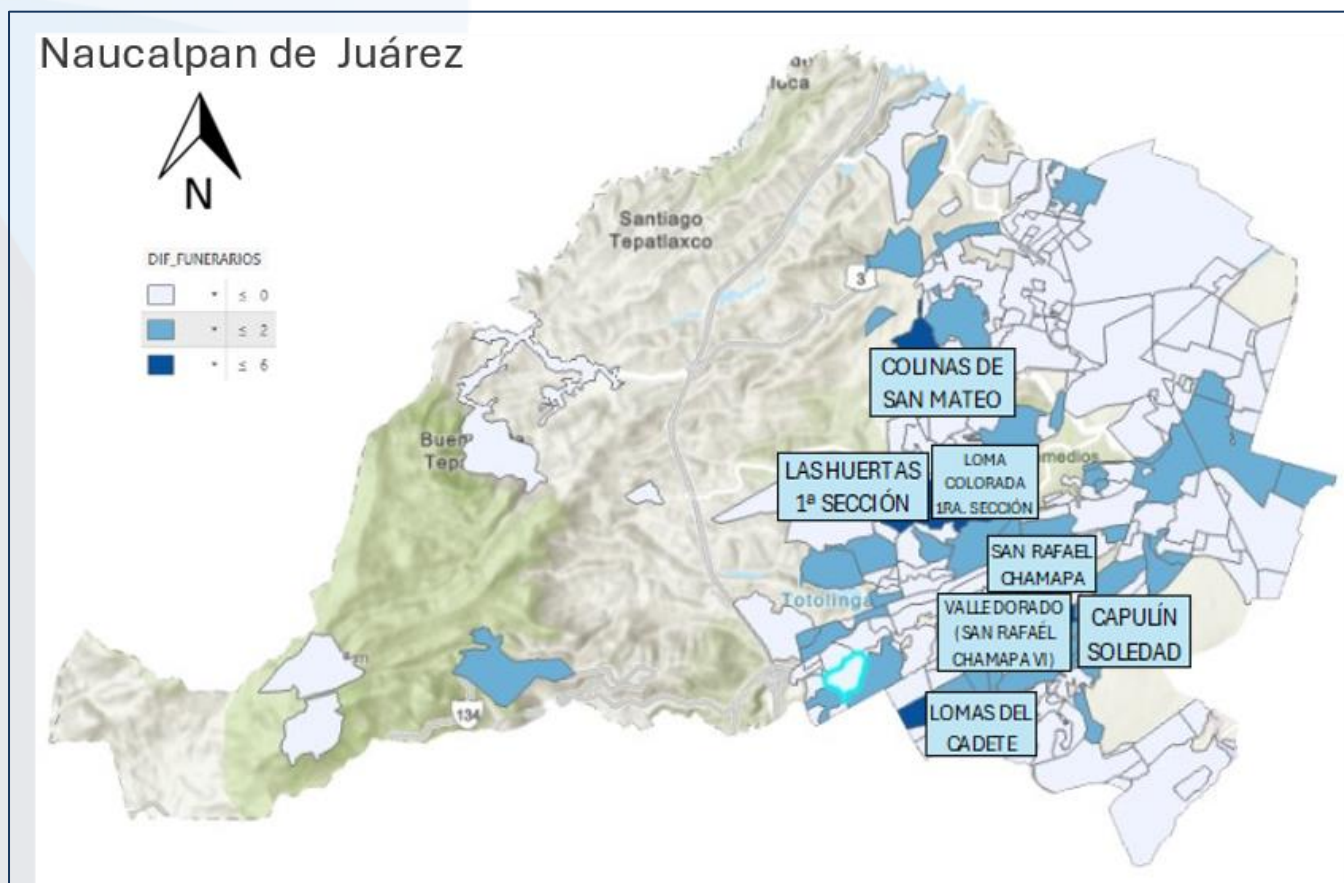 Naucalpan de Juárez
N
DIF_FUNERARIOS
≤ 0
≤ 2
≤ 6
Santiago
Tepatlaxco
3
COLINAS DE
SAN MATEO
LAS HUERTAS
1ª SECCIÓN
LOMA
COLORADA
1RA. SECCIÓN
SAN RAFAEL
CHAMAPA
Totolinga
VALLE DORADO
(SAN RAFAÉL
CHAMAPA VI)
CAPULÍN
SOLEDAD
LOMAS DEL
CADETE
134